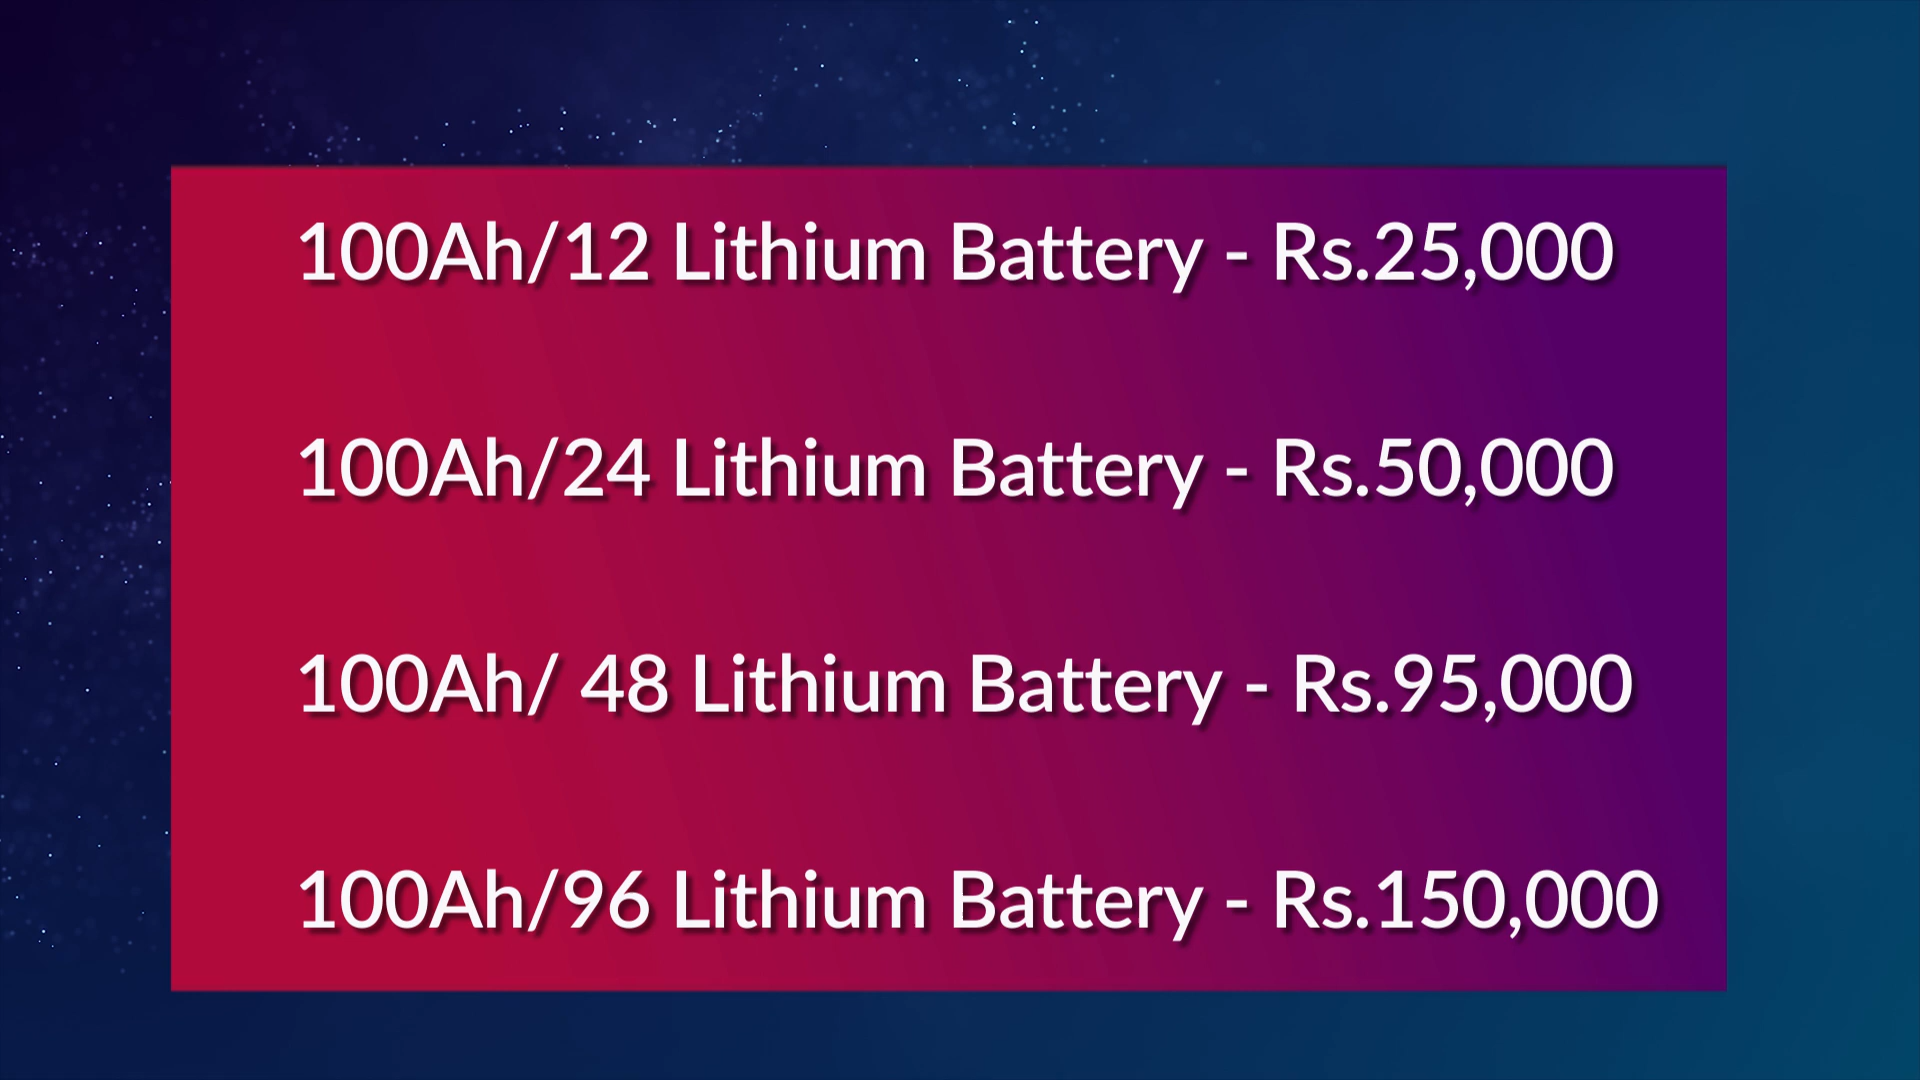 100Ah/12 Lithium Battery - Rs.25,000
100Ah/24 Lithium Battery - Rs.50,000
100Ah/ 48 Lithium Battery - Rs.95,000
100Ah/96 Lithium Battery - Rs.150,000